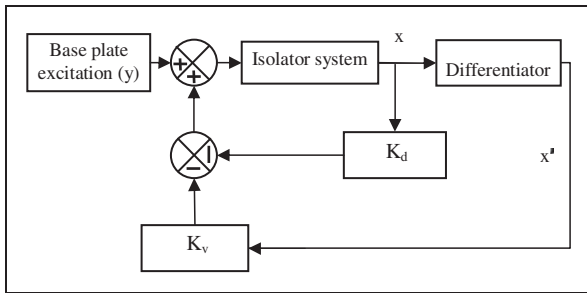 x
Base plate
excitation (y)
+
+
Isolator system
Differentiator
–
–
K_d
K_v